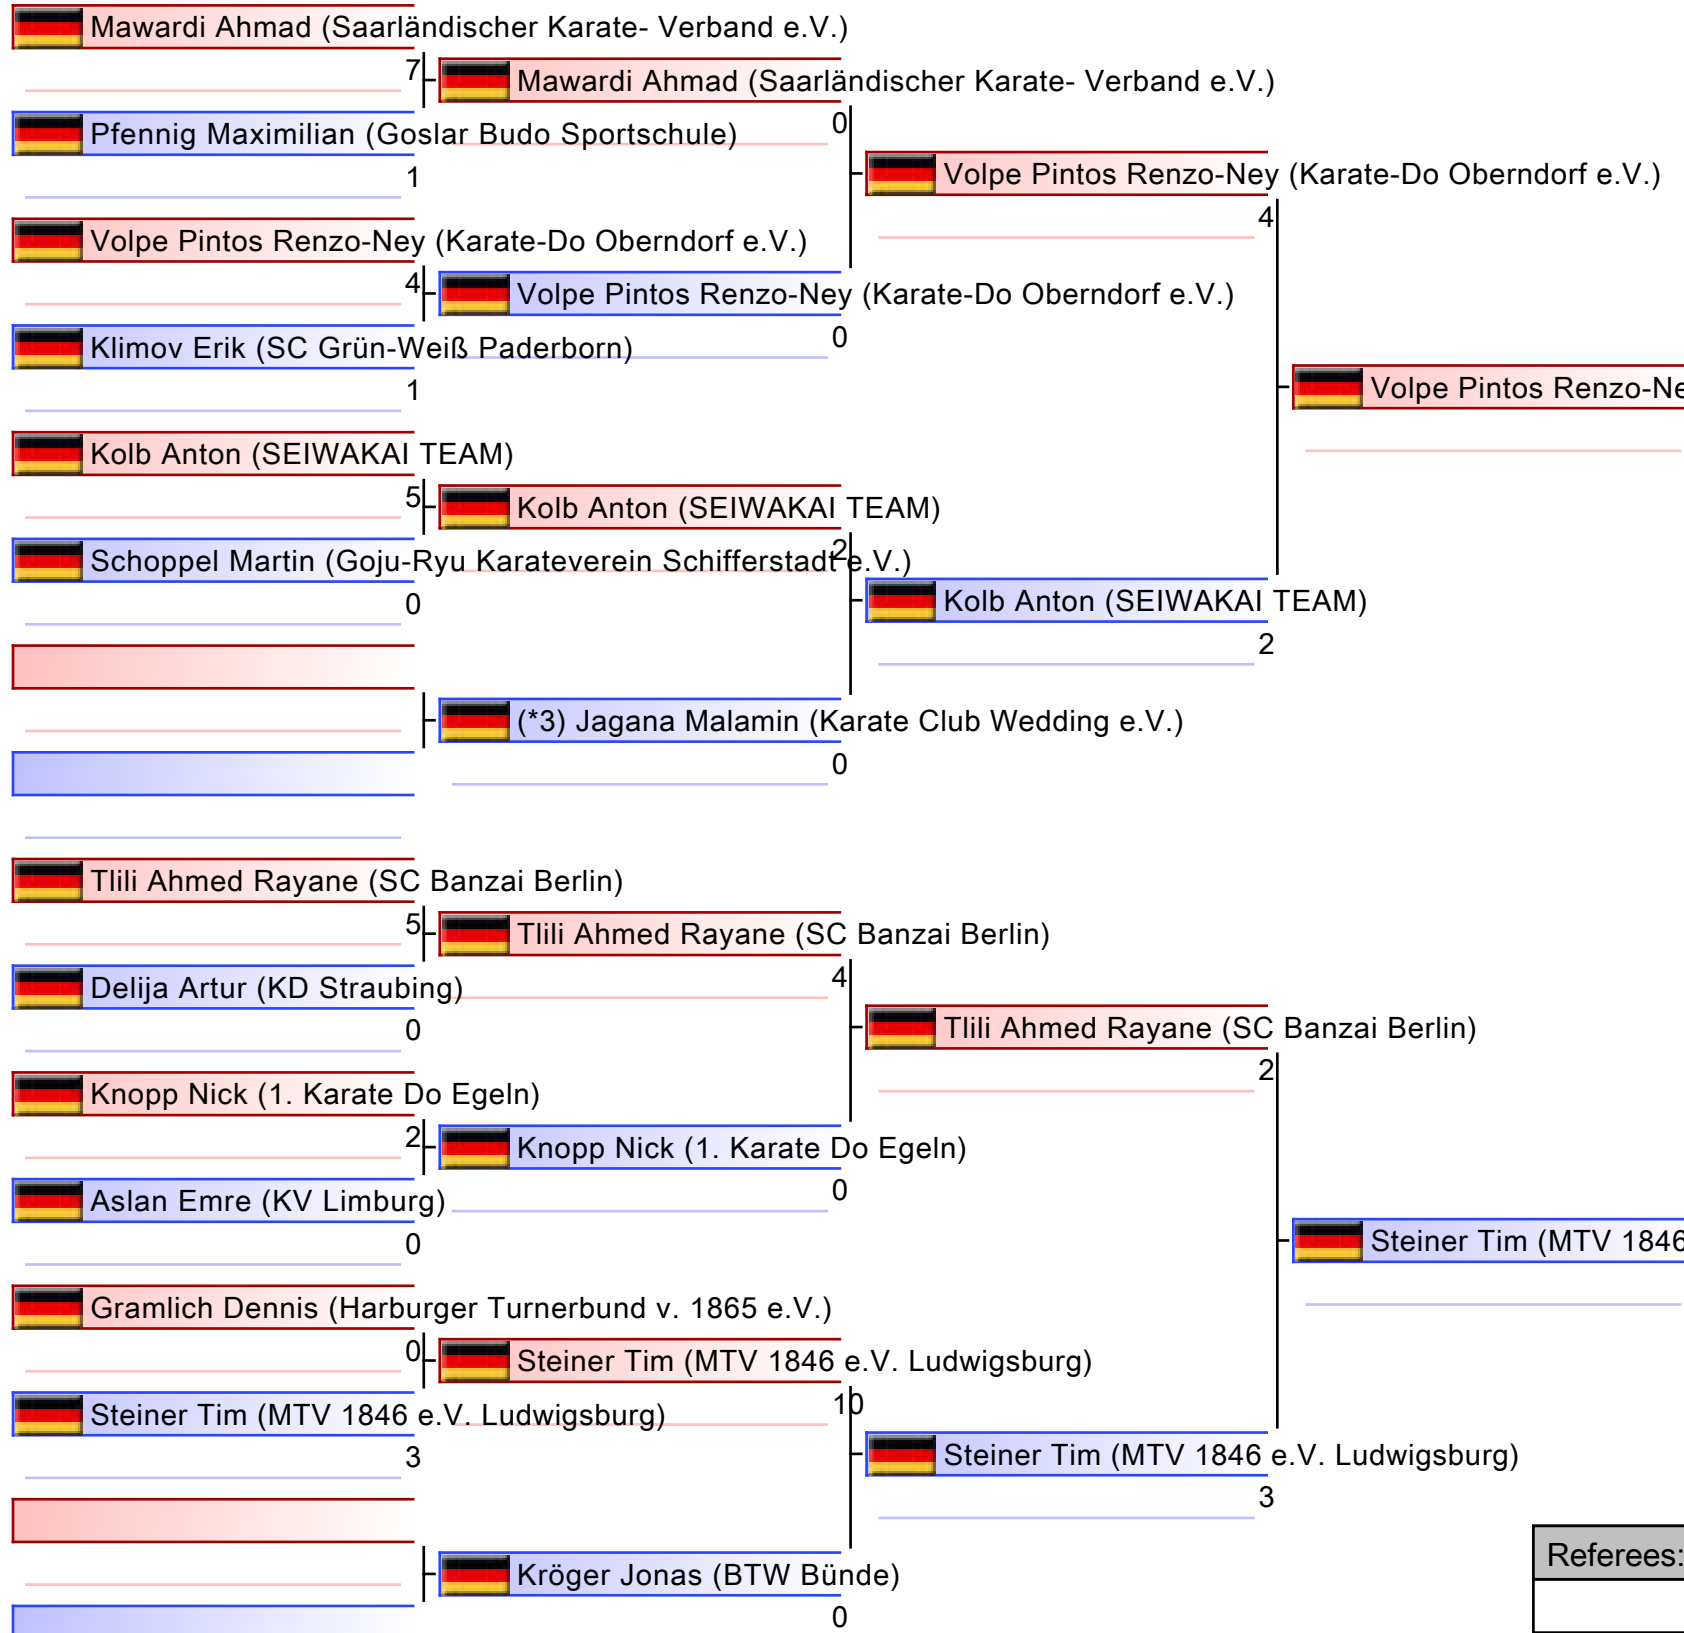 Mawardi Ahmad (Saarländischer Karate- Verband e.V.)
7
Mawardi Ahmad (Saarländischer Karate- Verband e.V.)
0
Pfennig Maximilian (Goslar Budo Sportschule)
1
Volpe Pintos Renzo-Ney (Karate-Do Oberndorf e.V.)
4
Volpe Pintos Renzo-Ney (Karate-Do Oberndorf e.V.)
4
Volpe Pintos Renzo-Ney (Karate-Do Oberndorf e.V.)
0
Klimov Erik (SC Grün-Weiß Paderborn)
1
Volpe Pintos Renzo-Ne
Kolb Anton (SEIWAKAI TEAM)
5
Kolb Anton (SEIWAKAI TEAM)
2
Schoppel Martin (Goju-Ryu Karateverein Schifferstadt e.V.)
0
Kolb Anton (SEIWAKAI TEAM)
2
(*3) Jagana Malamin (Karate Club Wedding e.V.)
0
Tlili Ahmed Rayane (SC Banzai Berlin)
5
Tlili Ahmed Rayane (SC Banzai Berlin)
4
Delija Artur (KD Straubing)
0
Tlili Ahmed Rayane (SC Banzai Berlin)
2
Knopp Nick (1. Karate Do Egeln)
2
Knopp Nick (1. Karate Do Egeln)
0
Aslan Emre (KV Limburg)
0
Steiner Tim (MTV 1846
Gramlich Dennis (Harburger Turnerbund v. 1865 e.V.)
0
Steiner Tim (MTV 1846 e.V. Ludwigsburg)
10
Steiner Tim (MTV 1846 e.V. Ludwigsburg)
3
Steiner Tim (MTV 1846 e.V. Ludwigsburg)
3
Kröger Jonas (BTW Bünde)
0
Referees: